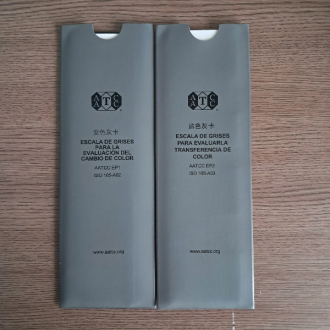 AATCC
变色灰卡
ESCALA DE GRISES
PARA LA
EVALUACIÓN DEL
CAMBIO DE COLOR
AATCC EP1
ISO 105-A02
www.aatcc.org
AATCC
沾色灰卡
ESCALA DE GRISES
PARA EVALUARLA
TRANSFERENCIA DE
COLOR
AATCC EP2
ISO 105-A03
www.aatcc.org